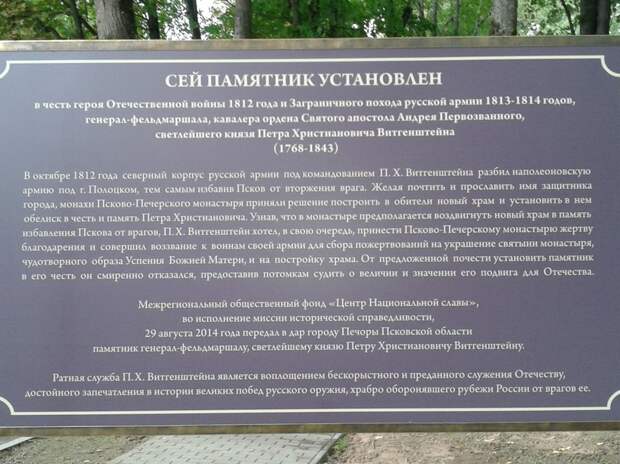 СЕЙ ПАМЯТНИК УСТАНОВЛЕН
в честь героя Отечественной войны 1812 года и Заграничного похода русской армии 1813-1814 годов,
генерал-фельдмаршала, кавалера ордена Святого апостола Андрея Первозванного,
светлейшего князя Петра Христиановича Витгенштейна
(1768-1843)
В октябре 1812 года северный корпус русской армии под командованием П. Х. Витгенштейна разбил наполеоновскую
армию под г. Полоцком, тем самым избавив Псков от вторжения врага. Желая почтить и прославить имя защитника
города, монахи Псково-Печерского монастыря приняли решение построить в обители новый храм и установить в нем
обелиск в честь и память Петра Христиановича. Узнав, что в монастыре предполагается воздвигнуть новый храм в память
избавления Пскова от врагов, П. Х. Витгенштейн хотел, в свою очередь, принести Псково-Печерскому монастырю жертву
благодарения и совершил воззвание к воинам своей армии для сбора пожертвований на украшение святыни монастыря,
чудотворного образа Успения Божией Матери, и на постройку храма. От предложенной почести установить памятник
в его честь он смиренно отказался, предоставив потомкам судить о величии и значении его подвига для Отечества.
Межрегиональный общественный фонд «Центр Национальной славы»,
во исполнение миссии исторической справедливости,
29 августа 2014 года передал в дар городу Печоры Псковской области
памятник генерал-фельдмаршалу, светлейшему князю Петру Христиановичу Витгенштейну.
Ратная служба П.Х. Витгенштейна является воплощением бескорыстного и преданного служения Отечеству,
достойного запечатления в истории великих побед русского оружия, храбро оборонявшего рубежи России от врагов ее.